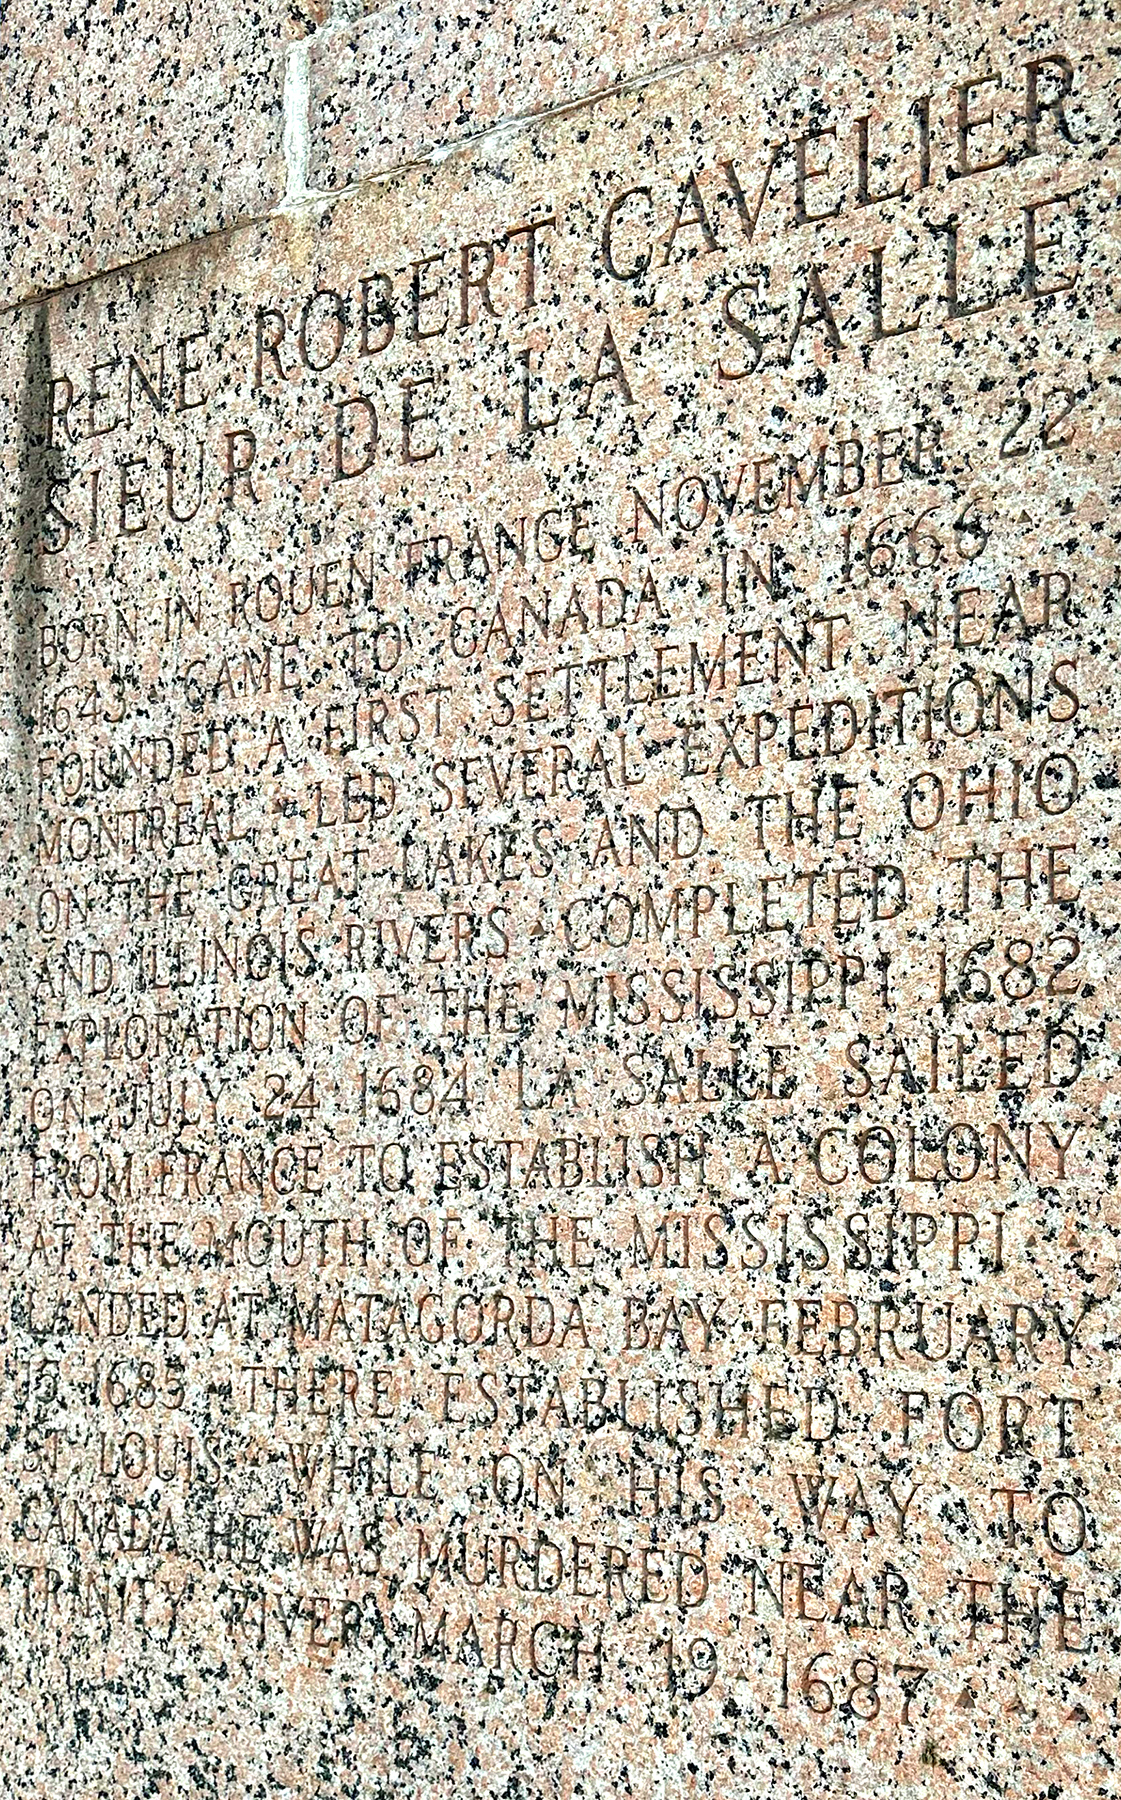 RENE ROBERT CAVELIER
SIEUR DE LA SALLE
BORN IN ROUEN FRANCE NOVEMBER 22
1643 · CAME TO CANADA IN 1666 · ·
FOUNDED A FIRST SETTLEMENT NEAR
MONTREAL · LED SEVERAL EXPEDITIONS
ON THE GREAT LAKES AND THE OHIO
AND ILLINOIS RIVERS · COMPLETED THE
EXPLORATION OF THE MISSISSIPPI 1682
ON JULY 24 1684 LA SALLE SAILED
FROM FRANCE TO ESTABLISH A COLONY
AT THE MOUTH OF THE MISSISSIPPI · ·
LANDED AT MATAGORDA BAY FEBRUARY
15 1685 · THERE ESTABLISHED FORT
ST LOUIS · WHILE ON HIS WAY TO
CANADA HE WAS MURDERED NEAR THE
TRINITY RIVER MARCH 19 · 1687 · · ·